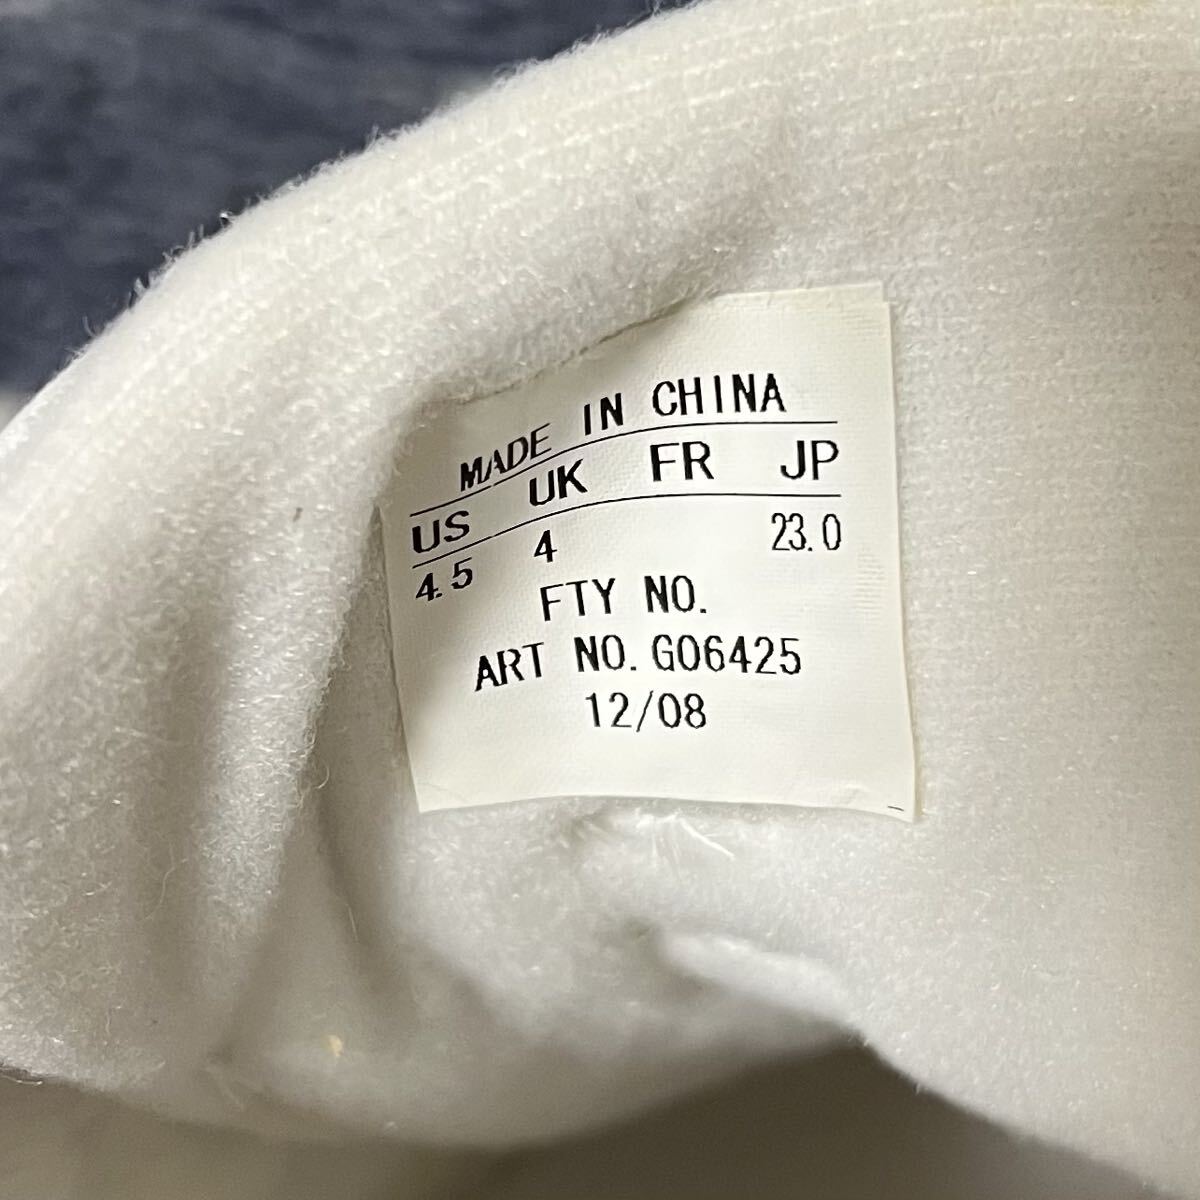 MADE IN CHINA
US UK FR JP
4.5 4 23.0
FTY NO.
ART NO. G06425
12/08